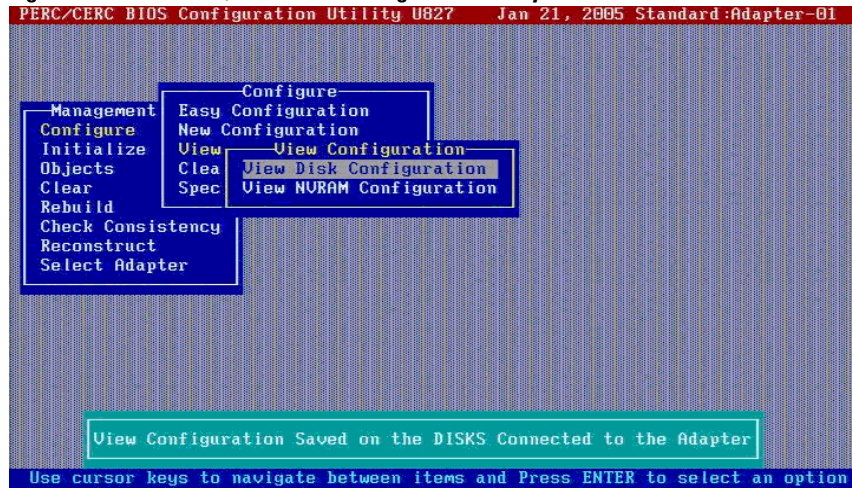 PERC/CERC BIOS Configuration Utility U827 Jan 21, 2005 Standard:Adapter-01
Configure
Easy Configuration
New Configuration
View
Clea
Spec
Management
Configure
Initialize
Objects
Clear
Rebuild
Check Consistency
Reconstruct
Select Adapter
View Configuration
View Disk Configuration
View NVRAM Configuration
View Configuration Saved on the DISKS Connected to the Adapter
Use cursor keys to navigate between items and Press ENTER to select an option